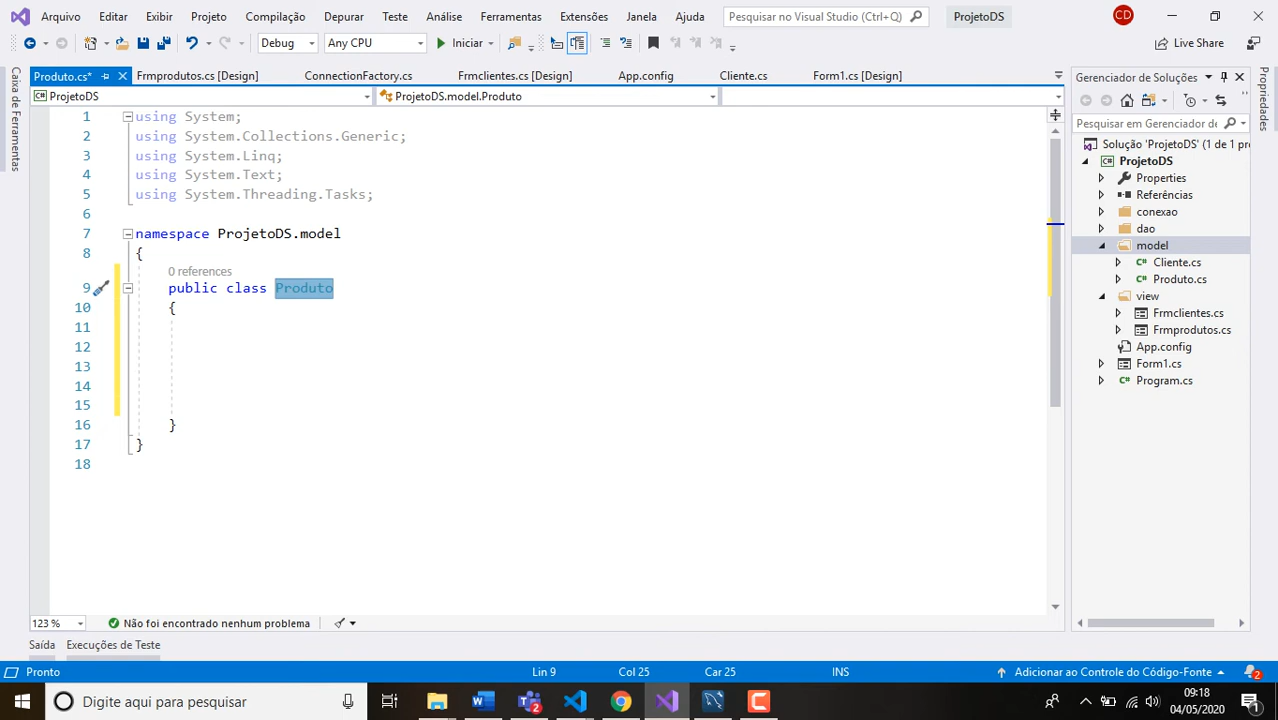 Arquivo Editar Exibir Projeto Compilação Depurar Teste Análise Ferramentas Extensões Janela Ajuda Pesquisar no Visual Studio (Ctrl+Q) ProjetoDS CD
Debug Any CPU Iniciar Live Share
Produto.cs* Frmprodutos.cs [Design] ConnectionFactory.cs Frmclientes.cs [Design] App.config Cliente.cs Form1.cs [Design]
Gerenciador de Soluções
ProjetoDS ProjetoDS.model.Produto
Caixa de Ferramentas
Propriedades
1 using System;
2 using System.Collections.Generic;
3 using System.Linq;
4 using System.Text;
5 using System.Threading.Tasks;
6
7 namespace ProjetoDS.model
8 {
0 references
9 public class Produto
10 {
11
12
13
14
15
16 }
17 }
18
Pesquisar em Gerenciador de
Solução 'ProjetoDS' (1 de 1 pr
ProjetoDS
Properties
Referências
conexao
dao
model
Cliente.cs
Produto.cs
view
Frmclientes.cs
Frmprodutos.cs
App.config
Form1.cs
Program.cs
123 % Não foi encontrado nenhum problema
Saída Execuções de Teste
Pronto Lin 9 Col 25 Car 25 INS Adicionar ao Controle do Código-Fonte 2
Digite aqui para pesquisar 2 09:18
04/05/2020 1